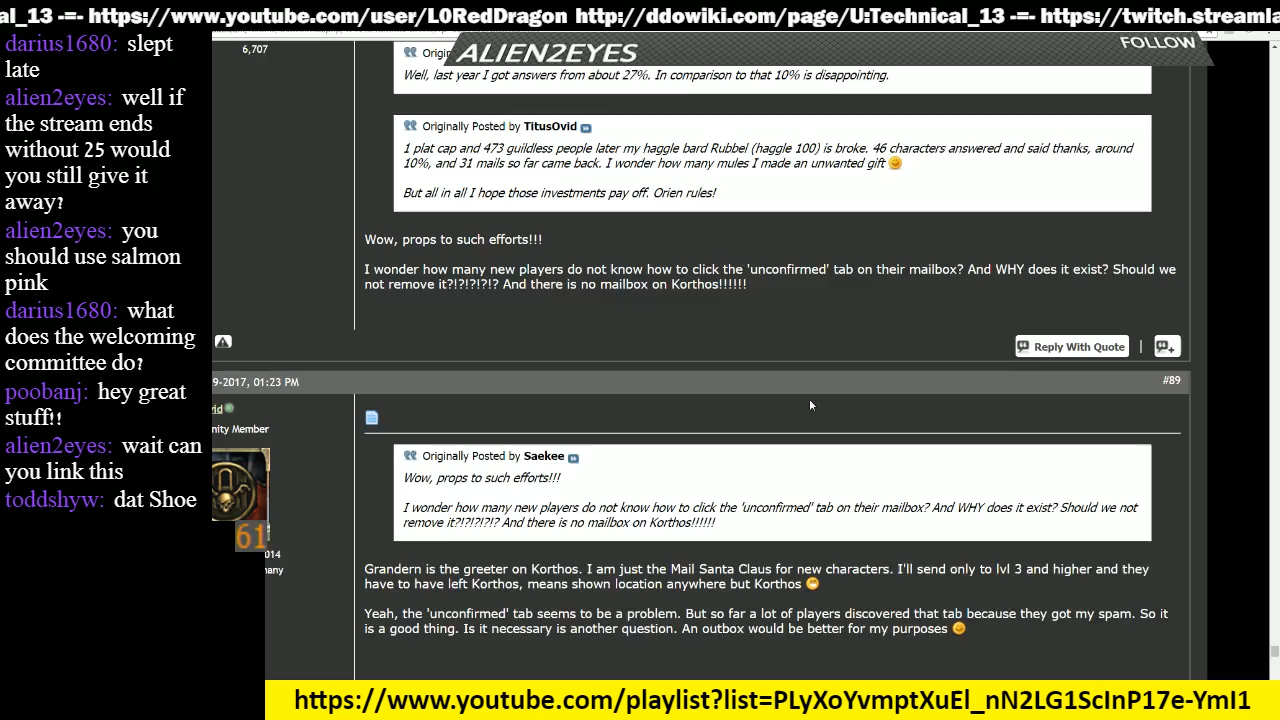 al_13 -=- https://www.youtube.com/user/L0RedDragon http://ddowiki.com/page/U:Technical_13 -=- https://twitch.streamla
darius1680: slept
late
alien2eyes: well if
the stream ends
without 25 would
you still give it
away?
alien2eyes: you
should use salmon
pink
darius1680: what
does the welcoming
committee do?
poobanj: hey great
stuff!!
alien2eyes: wait can
you link this
toddshyw: dat Shoe
ALIEN2EYES
FOLLOW
6,707
Origin
Well, last year I got answers from about 27%. In comparison to that 10% is disappointing.
Originally Posted by TitusOvid
1 plat cap and 473 guildless people later my haggle bard Rubbel (haggle 100) is broke. 46 characters answered and said thanks, around
10%, and 31 mails so far came back. I wonder how many mules I made an unwanted gift
But all in all I hope those investments pay off. Orien rules!
Wow, props to such efforts!!!
I wonder how many new players do not know how to click the 'unconfirmed' tab on their mailbox? And WHY does it exist? Should we
not remove it?!?!?!?!? And there is no mailbox on Korthos!!!!!!
Reply With Quote
9-2017, 01:23 PM
#89
vid
nity Member
61
014
many
Originally Posted by Saekee
Wow, props to such efforts!!!
I wonder how many new players do not know how to click the 'unconfirmed' tab on their mailbox? And WHY does it exist? Should we not
remove it?!?!?!?!? And there is no mailbox on Korthos!!!!!!
Grandern is the greeter on Korthos. I am just the Mail Santa Claus for new characters. I'll send only to lvl 3 and higher and they
have to have left Korthos, means shown location anywhere but Korthos
Yeah, the 'unconfirmed' tab seems to be a problem. But so far a lot of players discovered that tab because they got my spam. So it
is a good thing. Is it necessary is another question. An outbox would be better for my purposes
https://www.youtube.com/playlist?list=PLyXoYvmptXuEl_nN2LG1ScInP17e-YmI1